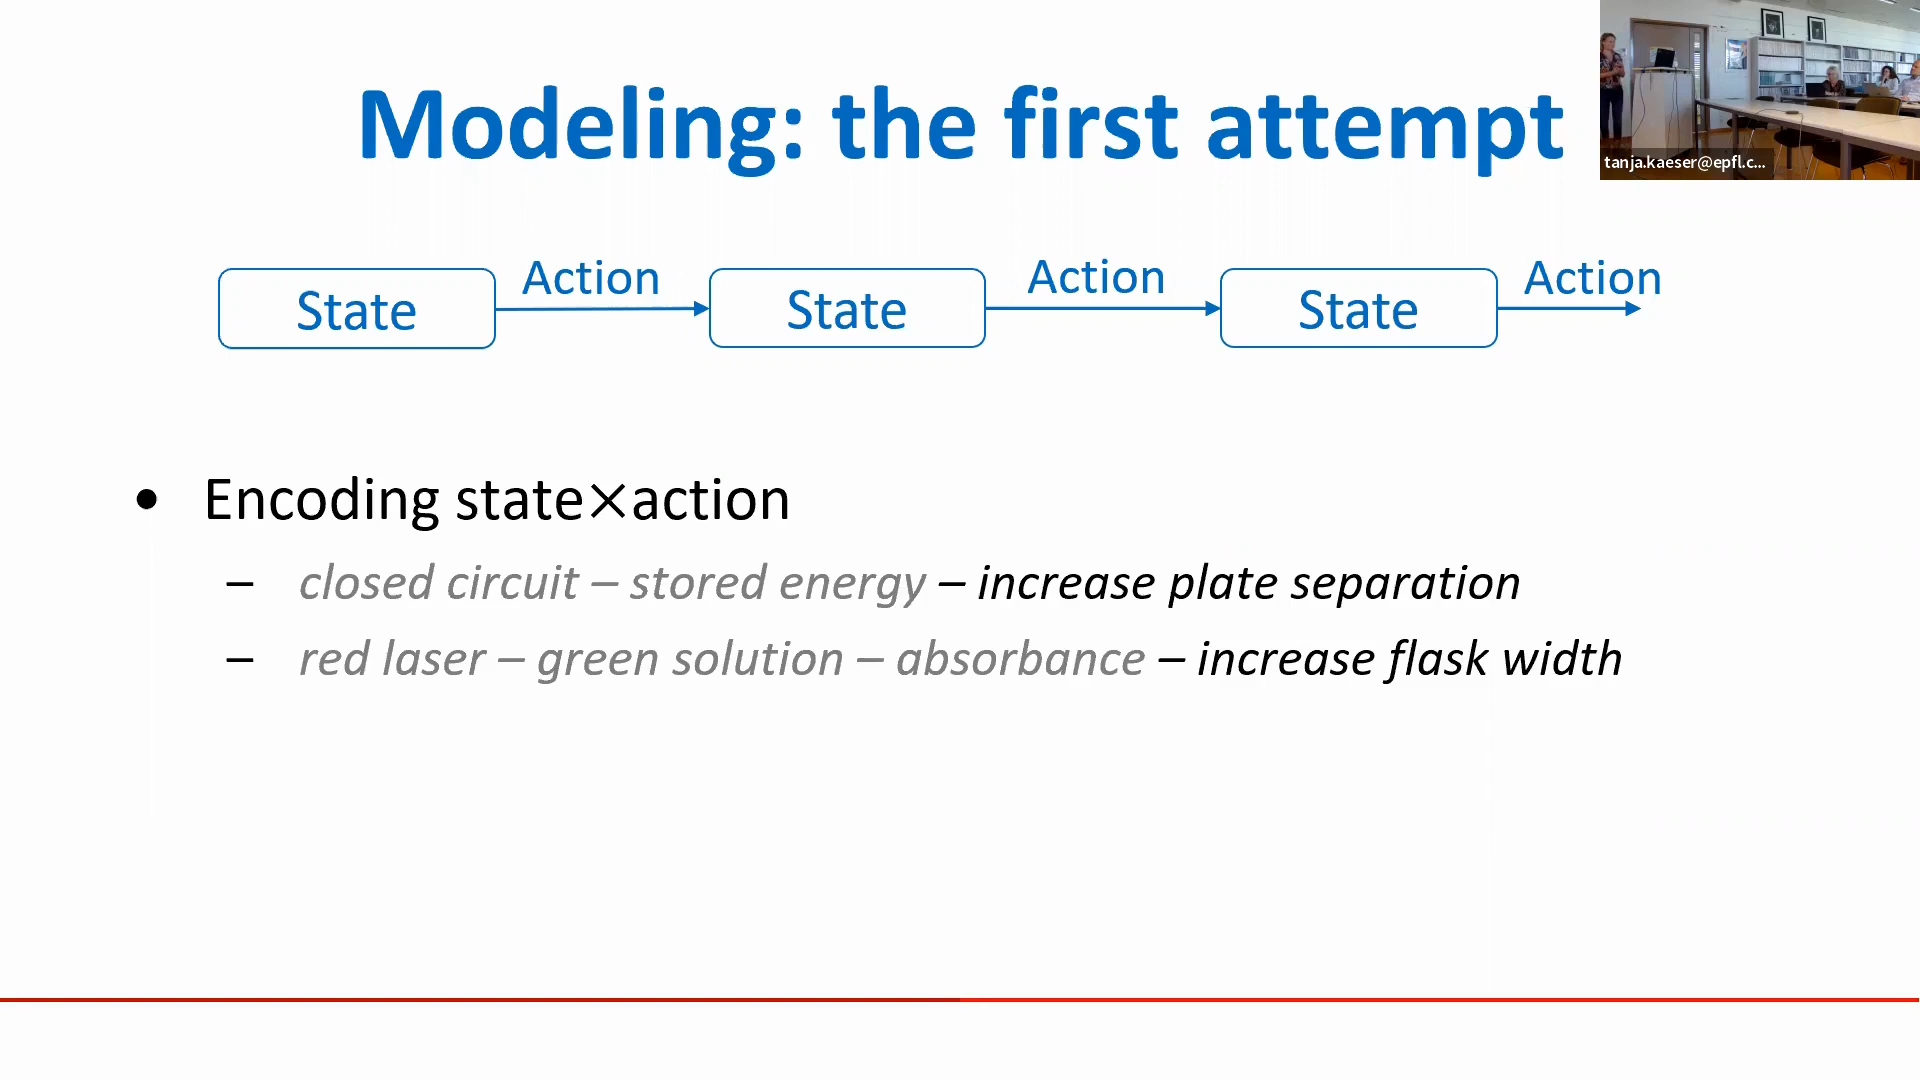 Modeling: the first attempt
tanja.kaeser@epfl.c...
Action
Action
Action
State
State
State
• Encoding state×action
– closed circuit – stored energy – increase plate separation
– red laser – green solution – absorbance – increase flask width